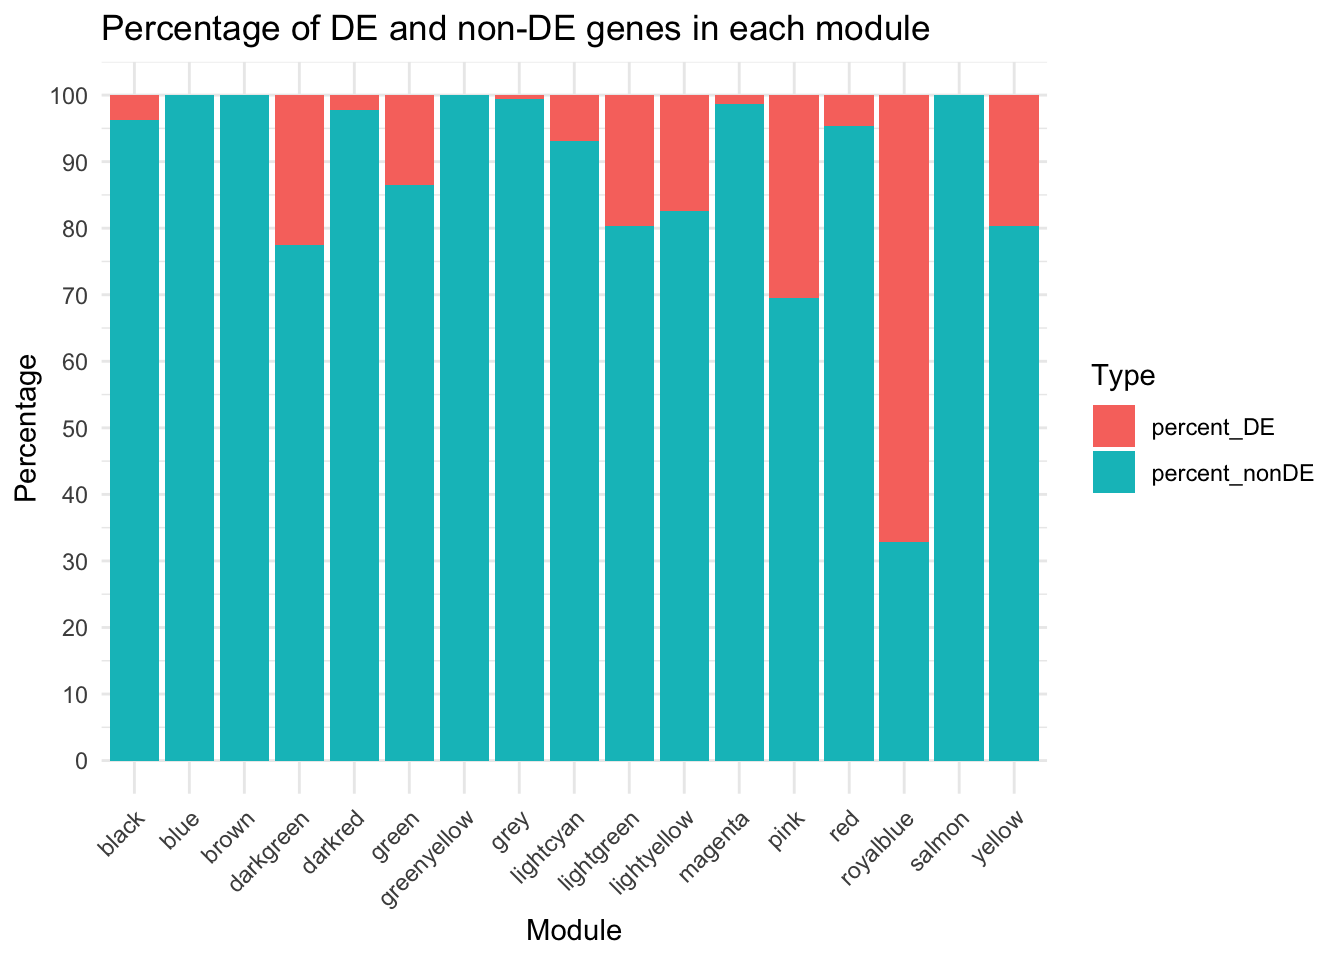 Percentage of DE and non-DE genes in each module
100
90
80
70
60
50
40
30
20
10
0
Percentage
black
blue
brown
darkgreen
darkred
green
greenyellow
grey
lightcyan
lightgreen
lightyellow
magenta
pink
red
royalblue
salmon
yellow
Module
Type
percent_DE
percent_nonDE